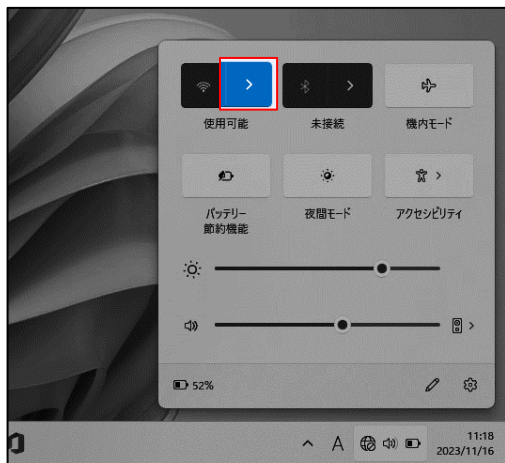 使用可能
未接続
機内モード
バッテリー
節約機能
夜間モード
アクセシビリティ
52%
A
11:18
2023/11/16